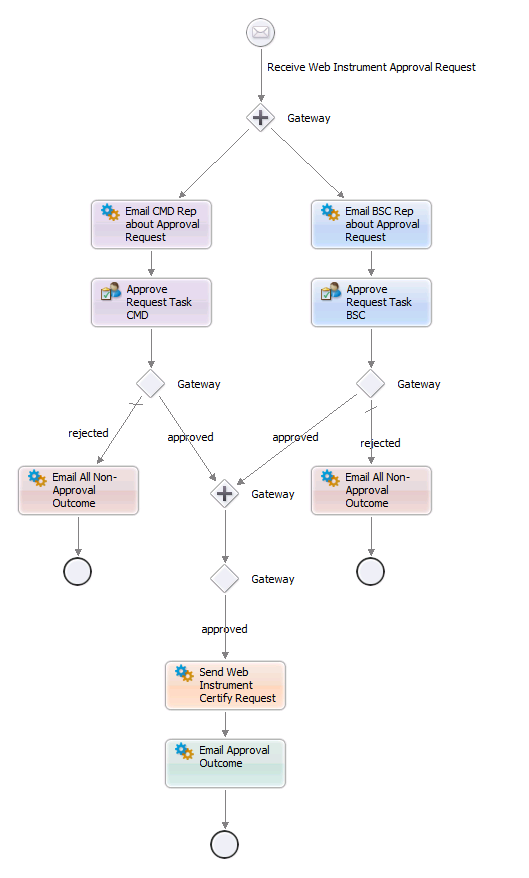 Receive Web Instrument Approval Request
Gateway
Email CMD Rep
about Approval
Request
Email BSC Rep
about Approval
Request
Approve
Request Task
CMD
Approve
Request Task
BSC
Gateway
Gateway
rejected
approved
approved
rejected
Email All Non-
Approval
Outcome
Gateway
Email All Non-
Approval
Outcome
Gateway
approved
Send Web
Instrument
Certify Request
Email Approval
Outcome